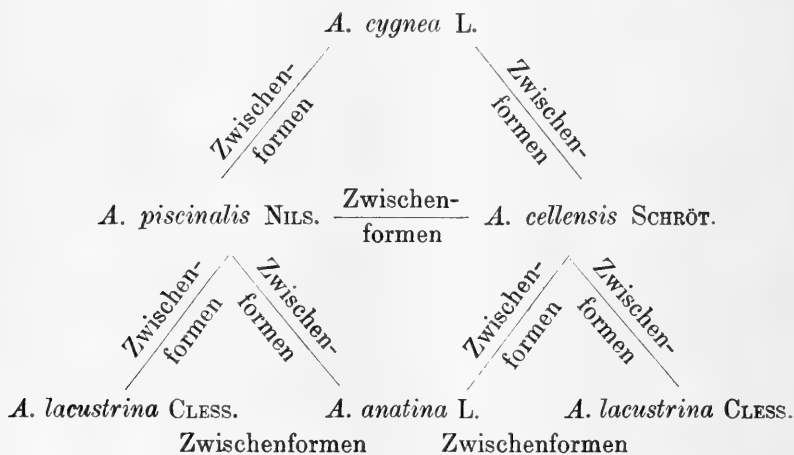 A. cygnea L.
Zwischen-
formen
Zwischen-
formen
A. piscinalis NILS.
Zwischen-
formen
A. cellensis SCHRÖT.
Zwischen-
formen
Zwischen-
formen
Zwischen-
formen
Zwischen-
formen
A. lacustrina CLESS.
A. anatina L.
A. lacustrina CLESS.
Zwischenformen
Zwischenformen